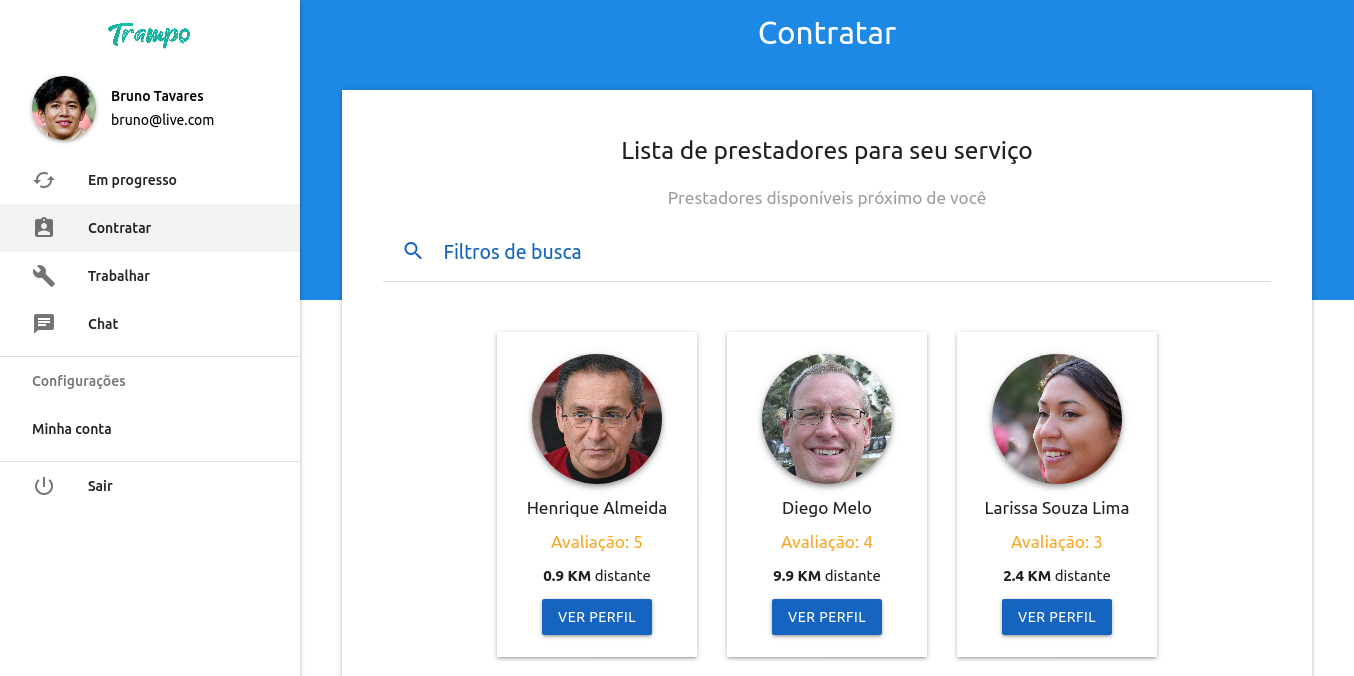 Trampo
Bruno Tavares
bruno@live.com
Em progresso
Contratar
Trabalhar
Chat
Configurações
Minha conta
Sair
Contratar
Lista de prestadores para seu serviço
Prestadores disponíveis próximo de você
Filtros de busca
Henrique Almeida
Avaliação: 5
0.9 KM distante
VER PERFIL
Diego Melo
Avaliação: 4
9.9 KM distante
VER PERFIL
Larissa Souza Lima
Avaliação: 3
2.4 KM distante
VER PERFIL